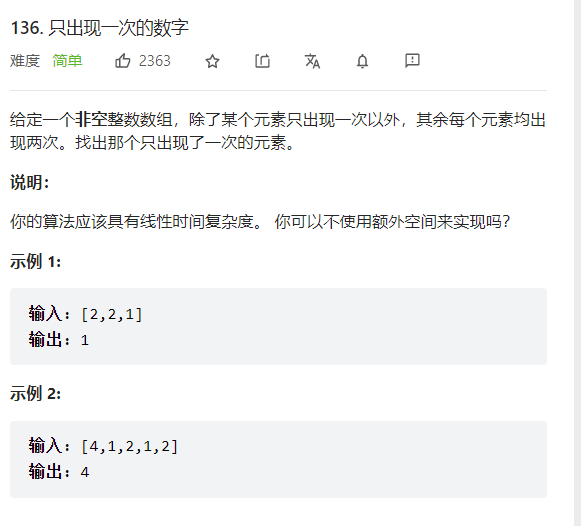 136. 只出现一次的数字
难度 简单 2363
给定一个非空整数数组，除了某个元素只出现一次以外，其余每个元素均出
现两次。找出那个只出现了一次的元素。
说明：
你的算法应该具有线性时间复杂度。 你可以不使用额外空间来实现吗？
示例 1:
输入: [2,2,1]
输出: 1
示例 2:
输入: [4,1,2,1,2]
输出: 4